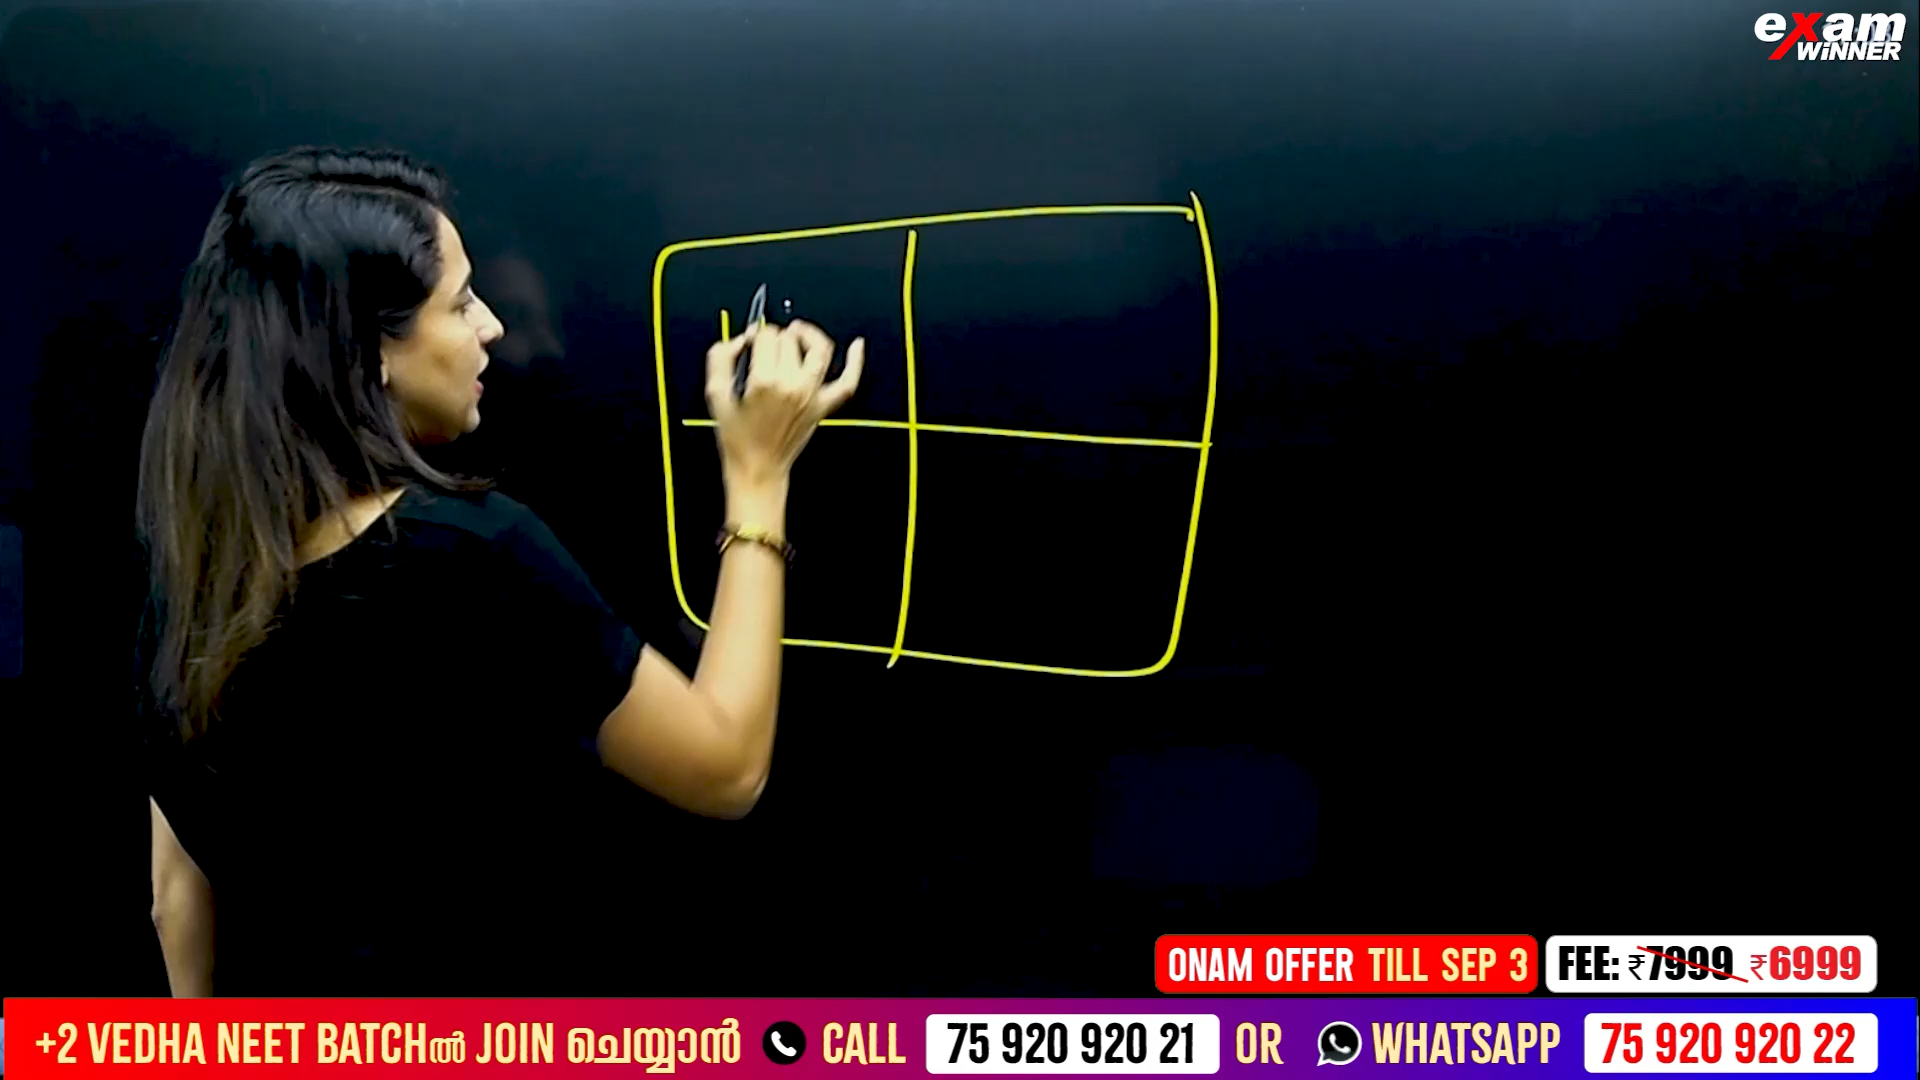 exam
WiNNER
ONAM OFFER TILL SEP 3
FEE: ₹7999 ₹6999
+2 VEDHA NEET BATCHൽ JOIN ചെയ്യാൻ CALL 75 920 920 21 OR WHATSAPP 75 920 920 22